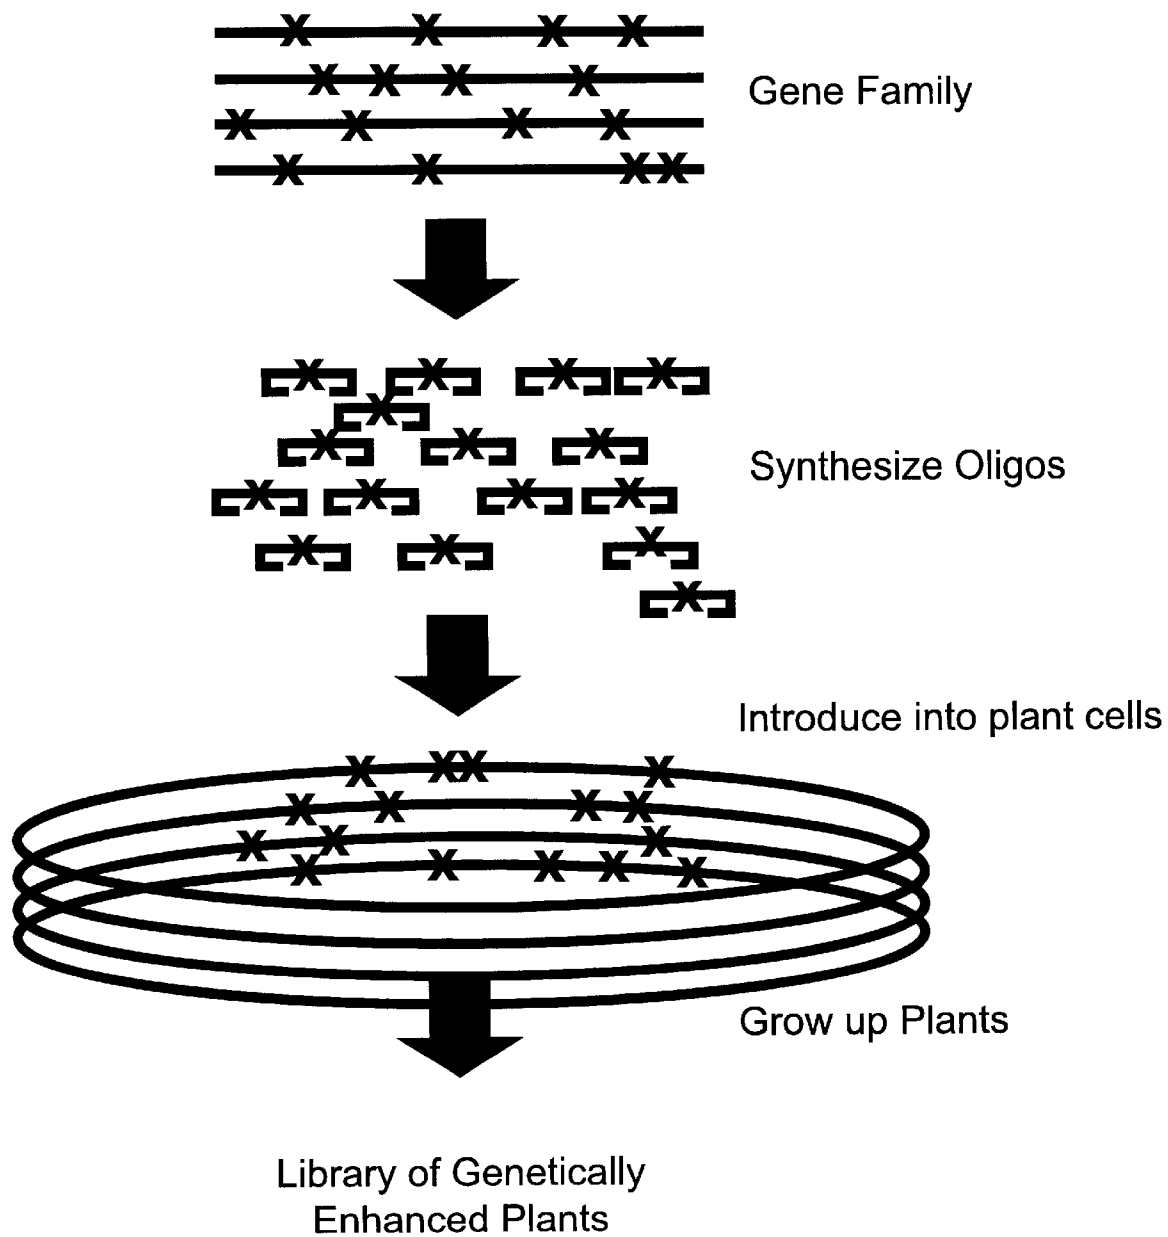 Gene Family
Synthesize Oligos
Introduce into plant cells
Grow up Plants
Library of Genetically
Enhanced Plants